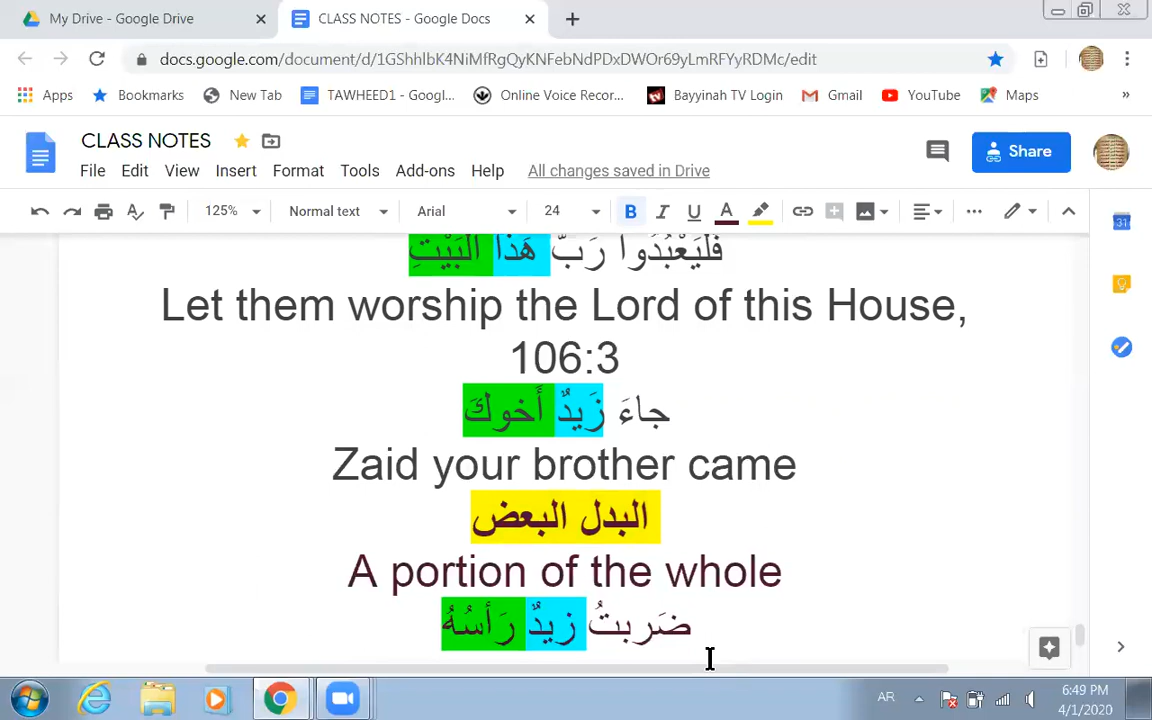 My Drive - Google Drive
CLASS NOTES - Google Docs
docs.google.com/document/d/1GShhlbK4NiMfRgQyKNFebNdPDxDWOr69yLmRFYyRDMc/edit
Apps Bookmarks New Tab TAWHEED1 - Googl... Online Voice Recor... Bayyinah TV Login Gmail YouTube Maps »
CLASS NOTES
Share
File Edit View Insert Format Tools Add-ons Help All changes saved in Drive
125% Normal text Arial 24 B I U A
31
فَلْيَعْبُدُوا رَبَّ هَذَا الْبَيْتِ
Let them worship the Lord of this House,
106:3
جاءَ زَيدٌ أَخوكَ
Zaid your brother came
البدل البعض
A portion of the whole
ضَربتُ زيدٌ رَأسُهُ
AR
6:49 PM
4/1/2020